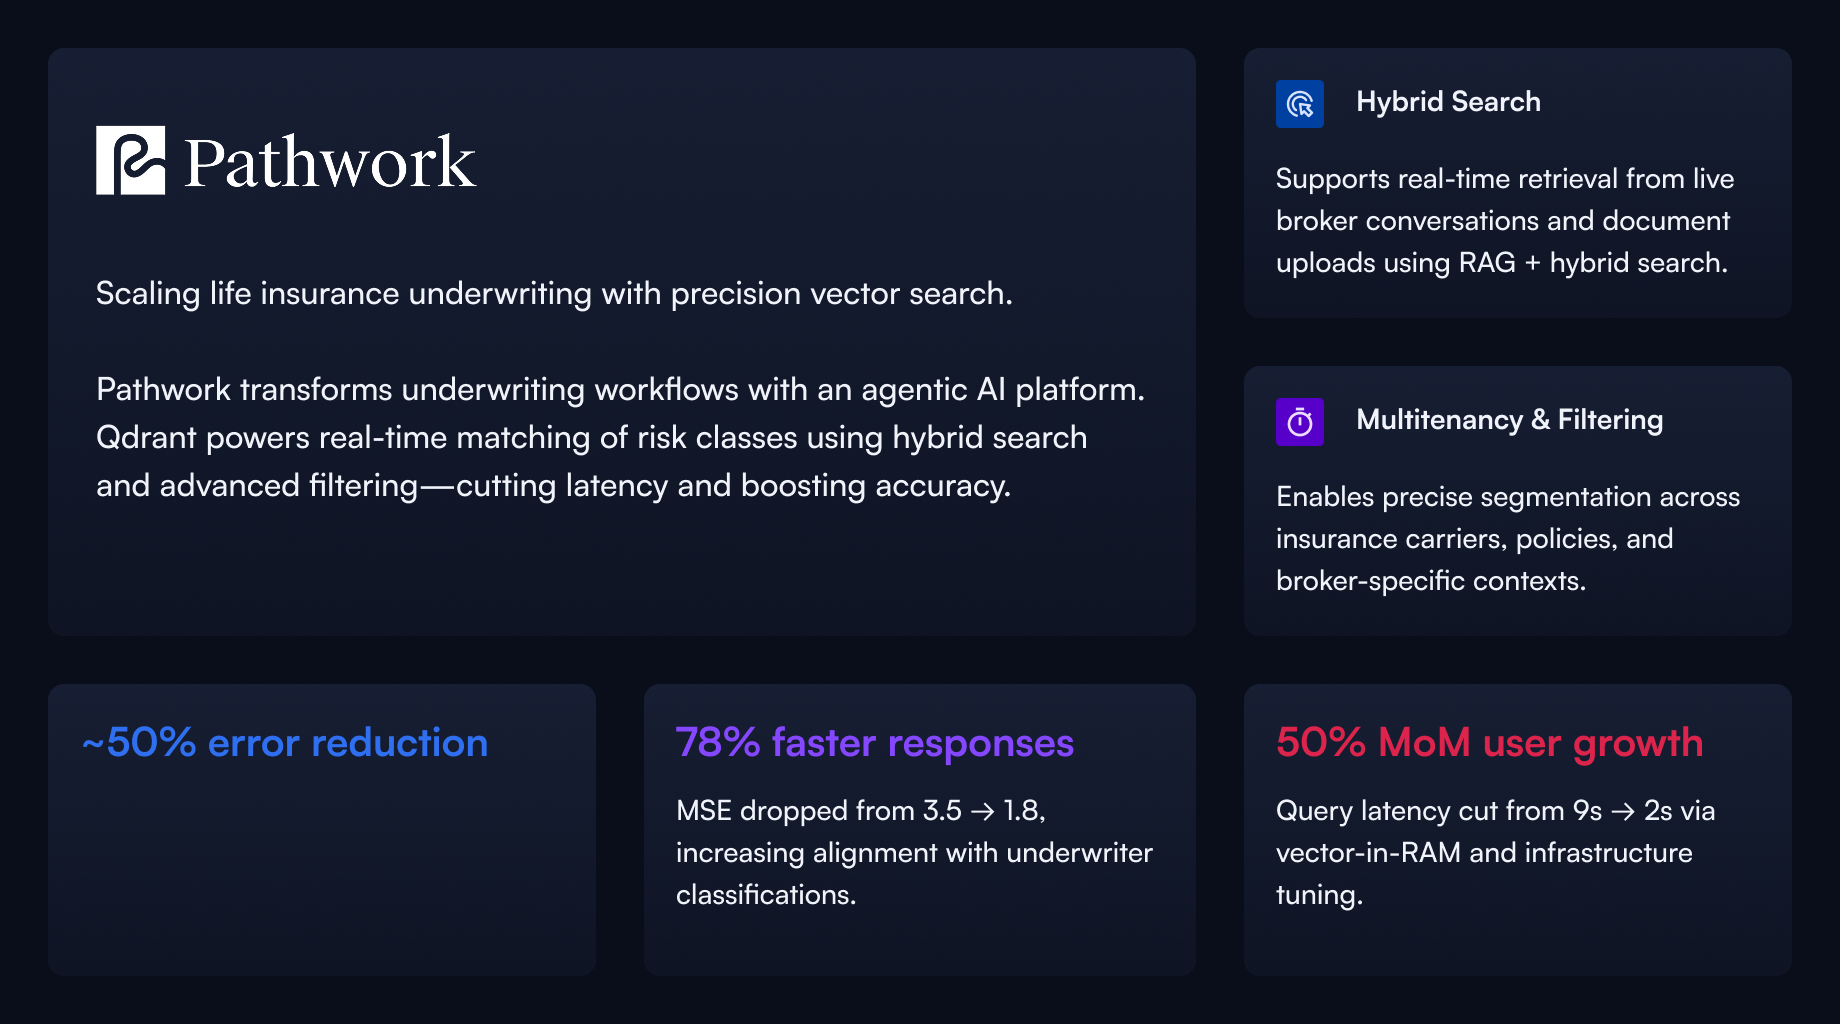 Pathwork
Scaling life insurance underwriting with precision vector search.
Pathwork transforms underwriting workflows with an agentic AI platform.
Qdrant powers real-time matching of risk classes using hybrid search
and advanced filtering—cutting latency and boosting accuracy.
Hybrid Search
Supports real-time retrieval from live
broker conversations and document
uploads using RAG + hybrid search.
Multitenancy & Filtering
Enables precise segmentation across
insurance carriers, policies, and
broker-specific contexts.
~50% error reduction
78% faster responses
MSE dropped from 3.5 → 1.8,
increasing alignment with underwriter
classifications.
50% MoM user growth
Query latency cut from 9s → 2s via
vector-in-RAM and infrastructure
tuning.